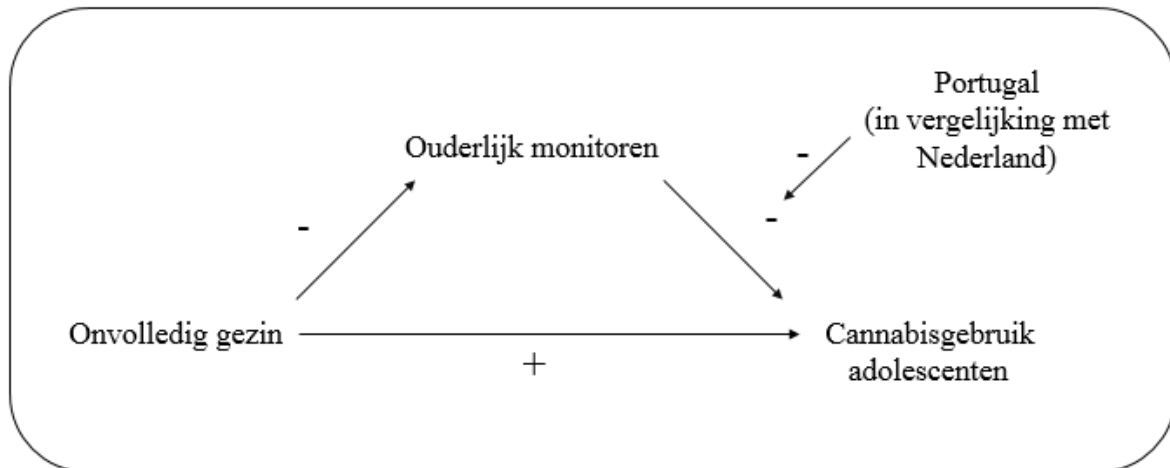 Portugal
(in vergelijking met
Nederland)
Ouderlijk monitoren
-
-
-
Onvolledig gezin
+
Cannabisgebruik
adolescenten